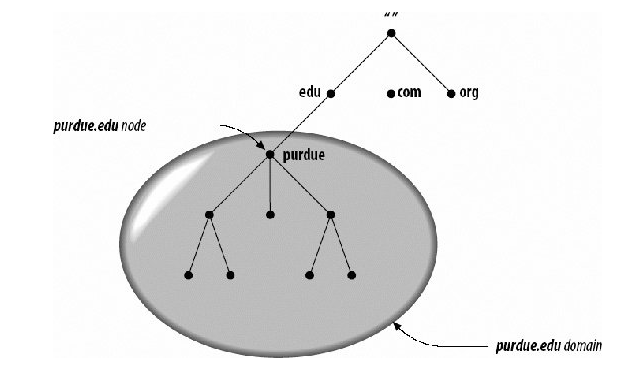 “ ”
edu
com
org
purdue.edu node
purdue
purdue.edu domain